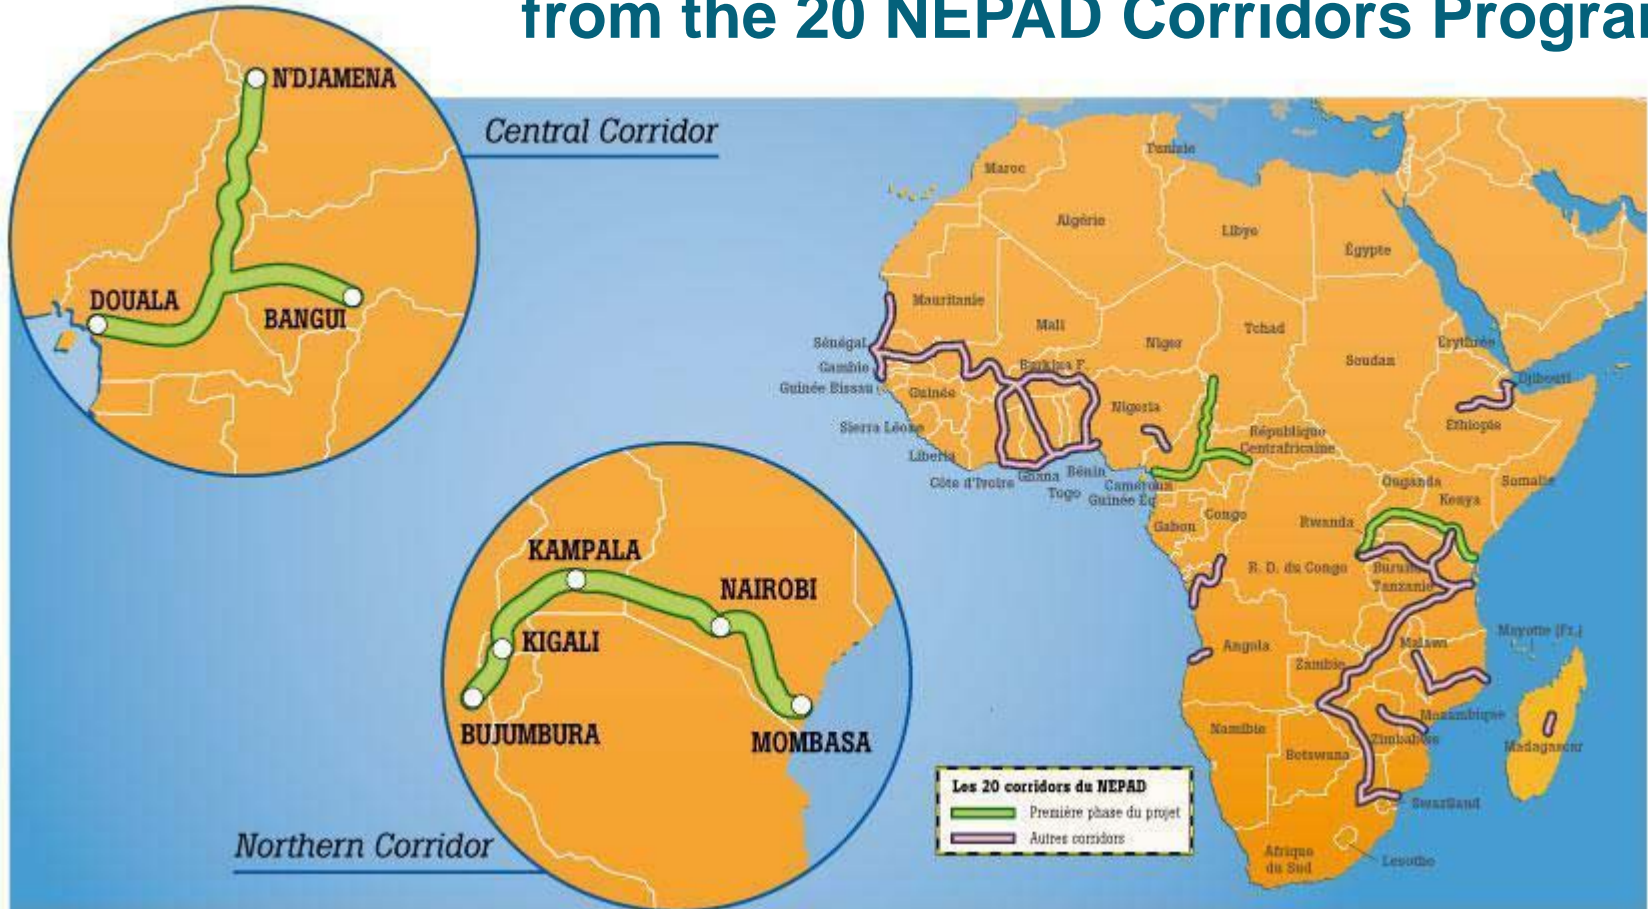 from the 20 NEPAD Corridors Progra
N'DJAMENA
Central Corridor
DOUALA
BANGUI
KAMPALA
NAIROBI
KIGALI
BUJUMBURA
MOMBASA
Northern Corridor
Maroc
Tunisie
Algérie
Libye
Égypte
Mauritanie
Mali
Niger
Tchad
Soudan
Erythrée
Sénégal
Gambie
Guinée Bissau
Guinée
Burkina F
Nigeria
Djibouti
Ethiopie
Sierra Léone
Liberia
Côte d'Ivoire
Ghana
Togo
Bénin
Cameroun
Guinée Eq
République
Centrafricaine
Ouganda
Kenya
Somalie
Gabon
Congo
Rwanda
R. D. du Congo
Tanzanie
Angola
Zambie
Malawi
Mayotte (Fr.)
Namibie
Botswana
Zimbabwe
Mozambique
Madagascar
Swaziland
Lesotho
Afrique
du Sud
Les 20 corridors du NEPAD
Première phase du projet
Autres corridors